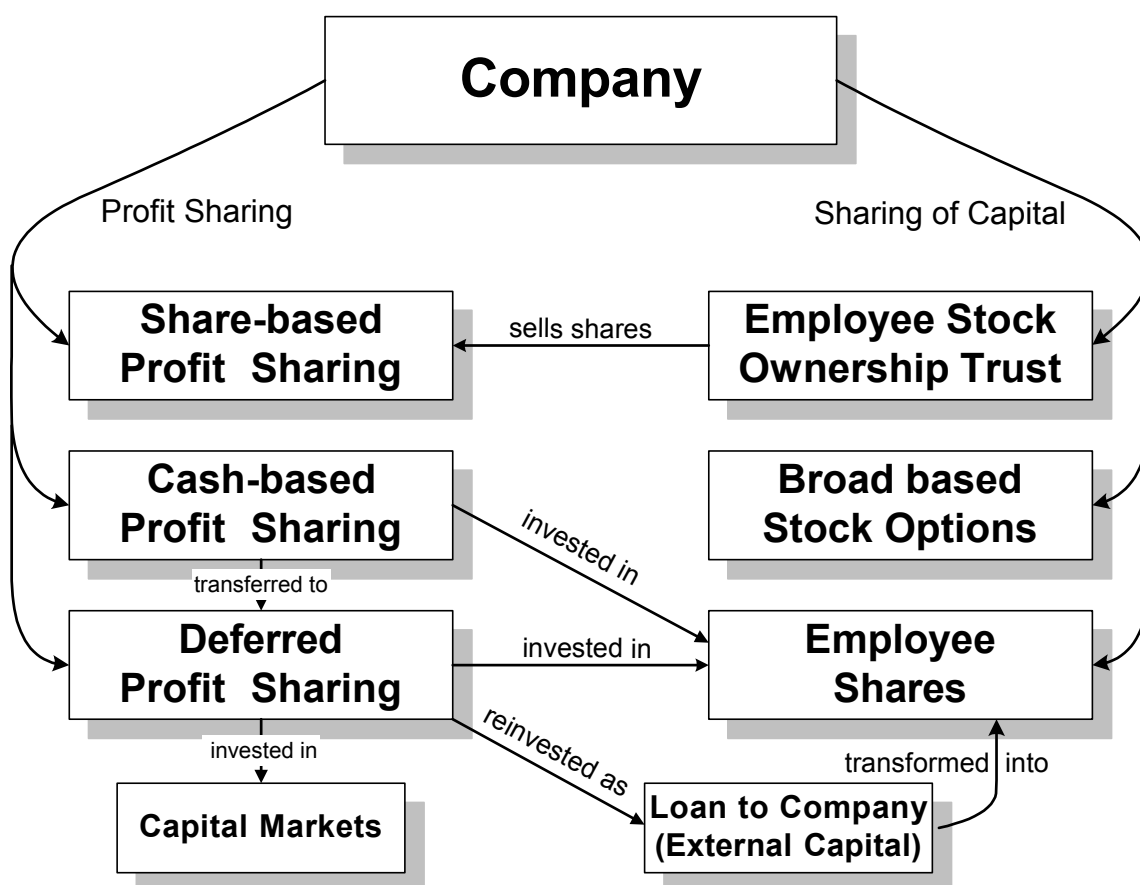 Company
Profit Sharing
Sharing of Capital
Share-based
Profit Sharing
sells shares
Employee Stock
Ownership Trust
Cash-based
Profit Sharing
invested in
Broad based
Stock Options
transferred to
Deferred
Profit Sharing
invested in
Employee
Shares
invested in
reinvested as
transformed into
Capital Markets
Loan to Company
(External Capital)